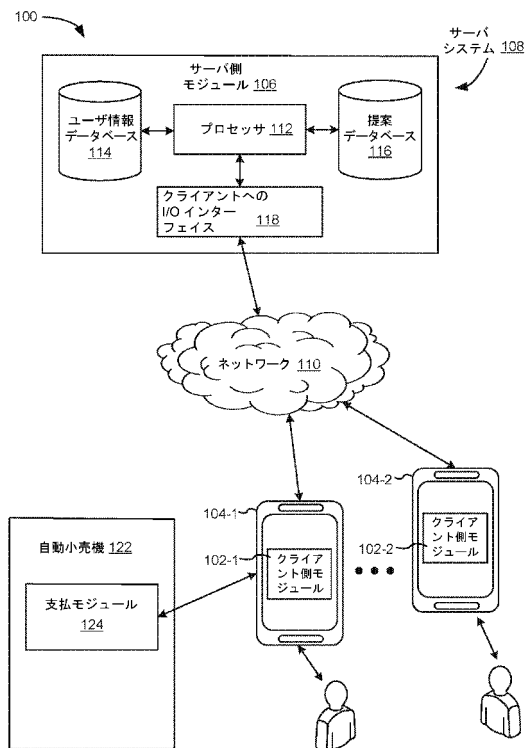 100
サーバ
システム 108
サーバ側
モジュール 106
ユーザ情報
データベース
114
プロセッサ 112
提案
データベース
116
クライアントへの
I/O インター
フェイス 118
ネットワーク 110
104-1
104-2
102-1
クライア
ント側モ
ジュール
102-2
クライア
ント側モ
ジュール
自動小売機 122
支払モジュール
124